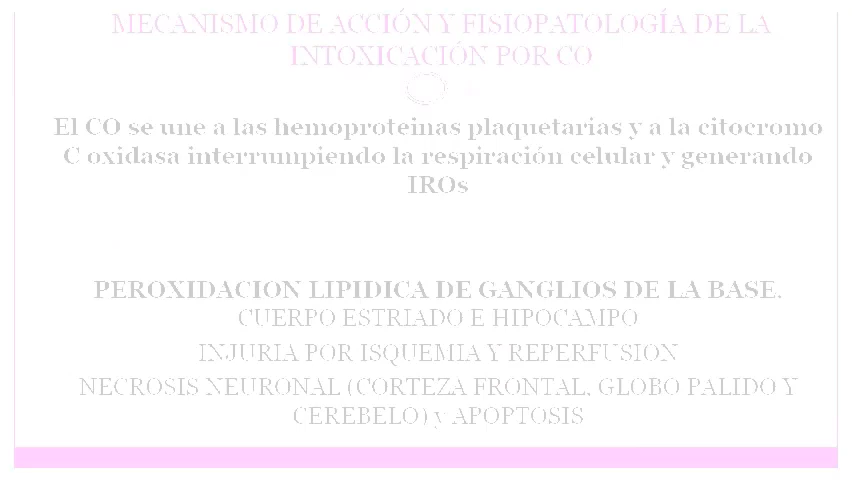 MECANISMO DE ACCIÓN Y FISIOPATOLOGÍA DE LA
INTOXICACIÓN POR CO
El CO se une a las hemoproteinas plaquetarias y a la citocromo
C oxidasa interrumpiendo la respiración celular y generando
IROs
PEROXIDACION LIPIDICA DE GANGLIOS DE LA BASE.
CUERPO ESTRIADO E HIPOCAMPO
INJURIA POR ISQUEMIA Y REPERFUSION
NECROSIS NEURONAL (CORTEZA FRONTAL, GLOBO PALIDO Y
CEREBELO) y APOPTOSIS